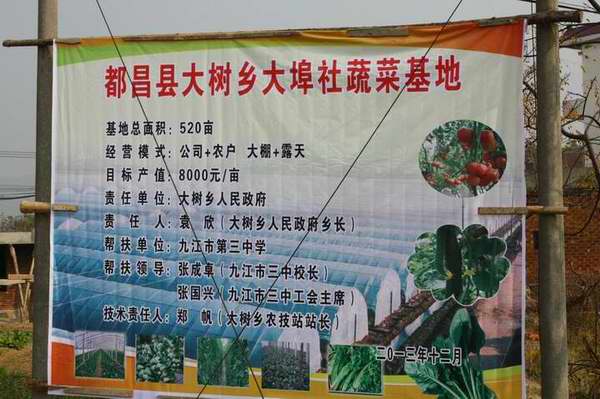 都昌县大树乡大埠社蔬菜基地
基地总面积：520亩
经营模式：公司+农户 大棚+露天
目标产值：8000元/亩
责任单位：大树乡人民政府
责任人：袁欣（大树乡人民政府乡长）
帮扶单位：九江市第三中学
帮扶领导：张成卓（九江市三中校长）
张国兴（九江市三中工会主席）
技术责任人：郑帆（大树乡农技站站长）
二〇一三年十二月